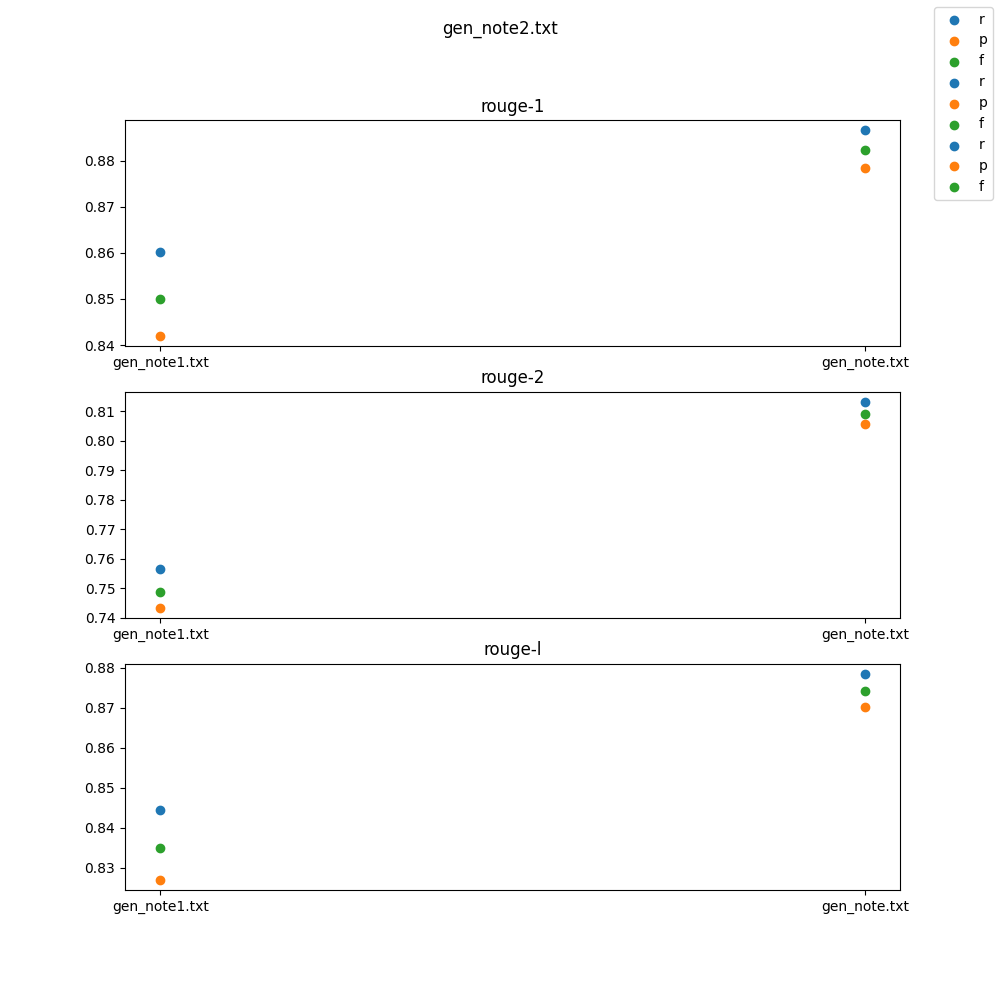 gen_note2.txt
r
p
f
r
p
f
r
p
f
rouge-1
0.88
0.87
0.86
0.85
0.84
gen_note1.txt gen_note.txt
rouge-2
0.81
0.80
0.79
0.78
0.77
0.76
0.75
0.74
gen_note1.txt gen_note.txt
rouge-l
0.88
0.87
0.86
0.85
0.84
0.83
gen_note1.txt gen_note.txt